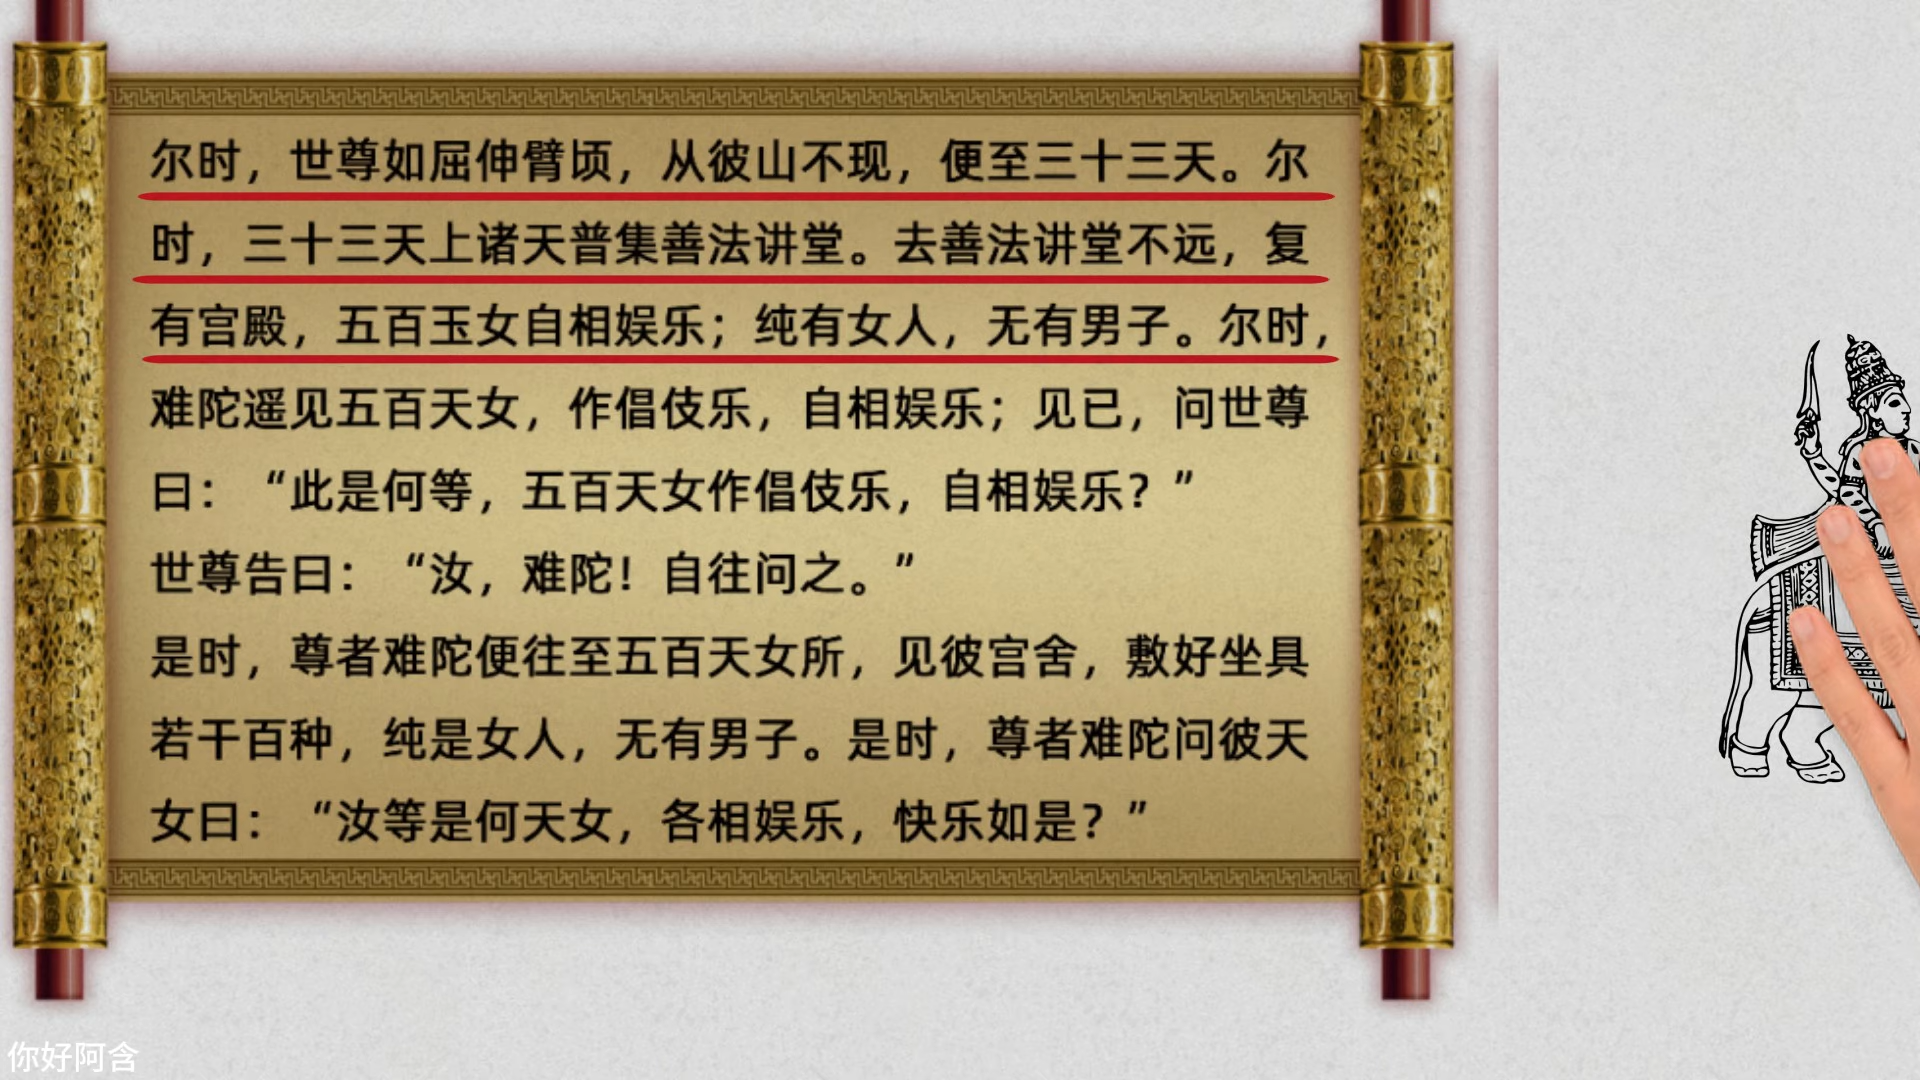 尔时，世尊如屈伸臂顷，从彼山不现，便至三十三天。尔
时，三十三天上诸天普集善法讲堂。去善法讲堂不远，复
有宫殿，五百玉女自相娱乐；纯有女人，无有男子。尔时，
难陀遥见五百天女，作倡伎乐，自相娱乐；见已，问世尊
曰：“此是何等，五百天女作倡伎乐，自相娱乐？”
世尊告曰：“汝，难陀！自往问之。”
是时，尊者难陀便往至五百天女所，见彼宫舍，敷好坐具
若干百种，纯是女人，无有男子。是时，尊者难陀问彼天
女曰：“汝等是何天女，各相娱乐，快乐如是？”
你好阿含